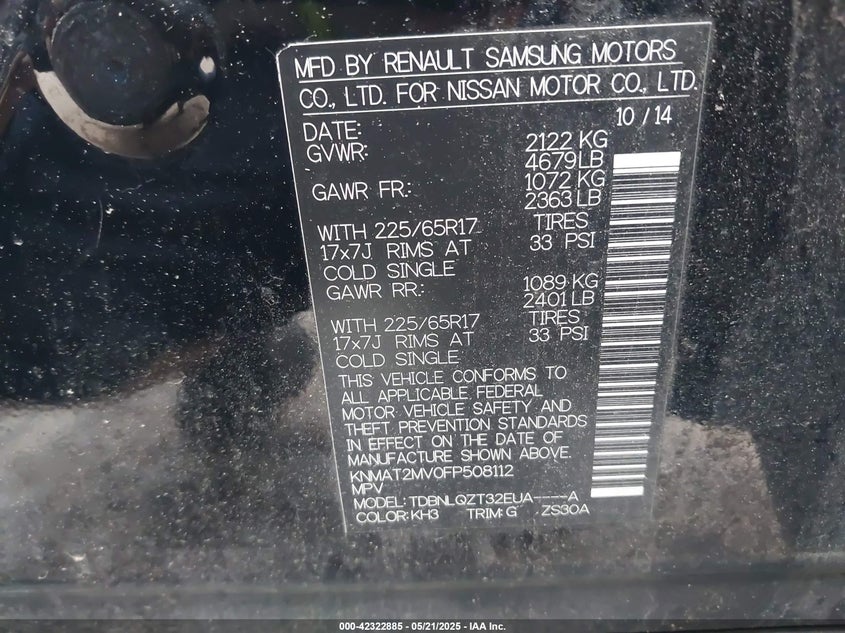 MFD BY RENAULT SAMSUNG MOTORS
CO., LTD. FOR NISSAN MOTOR CO., LTD.
DATE: 10 / 14
GVWR: 2122 KG
4679 LB
GAWR FR.: 1072 KG
2363 LB
WITH 225/65R17 TIRES
17x7J RIMS AT 33 PSI
COLD SINGLE
GAWR RR.: 1089 KG
2401 LB
WITH 225/65R17 TIRES
17x7J RIMS AT 33 PSI
COLD SINGLE
THIS VEHICLE CONFORMS TO
ALL APPLICABLE FEDERAL
MOTOR VEHICLE SAFETY AND
THEFT PREVENTION STANDARDS
IN EFFECT ON THE DATE OF
MANUFACTURE SHOWN ABOVE.
KNMAT2MV0FP508112
MPV
MODEL: TDBNLQZT32EUA----A
COLOR: KH3 TRIM: G ZS30A
000-42322885 - 05/21/2025 - IAA Inc.